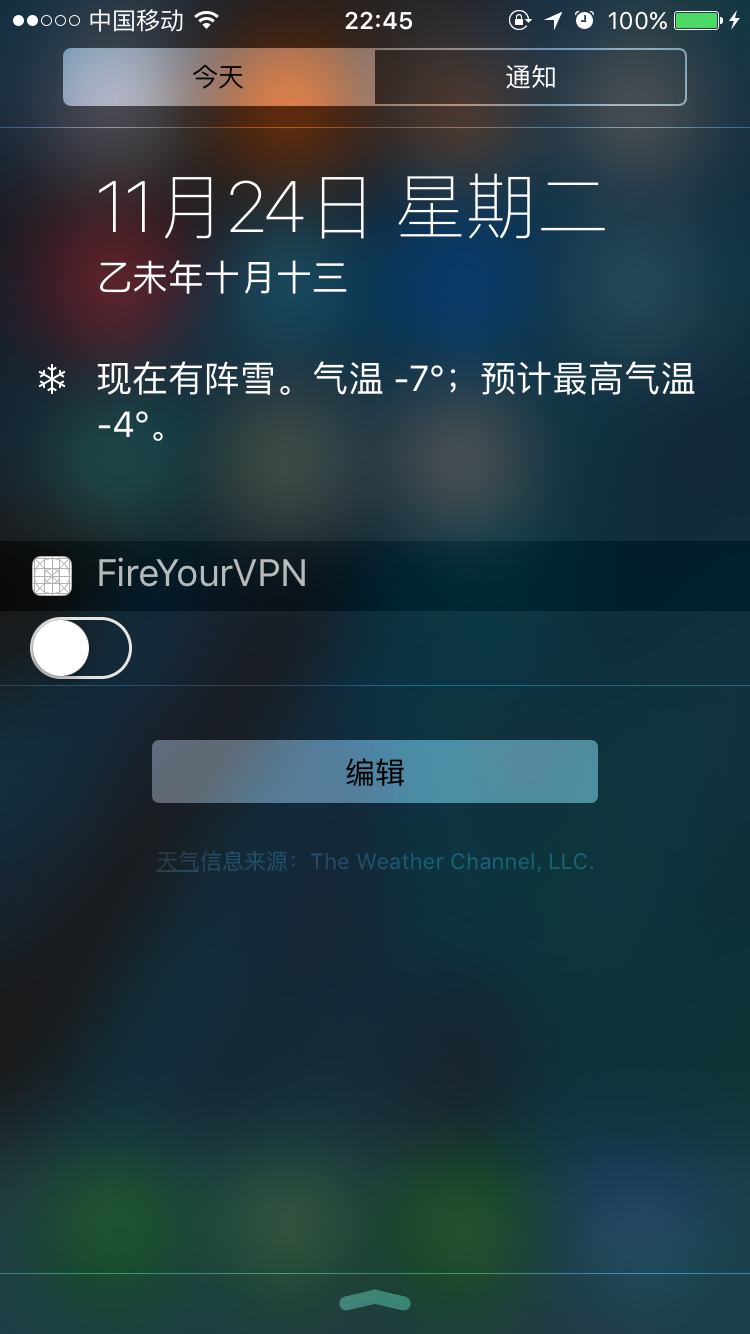 中国移动 22:45 100%
今天 通知
11月24日 星期二
乙未年十月十三
现在有阵雪。气温 -7°；预计最高气温
-4°。
FireYourVPN
编辑
天气信息来源：The Weather Channel, LLC.